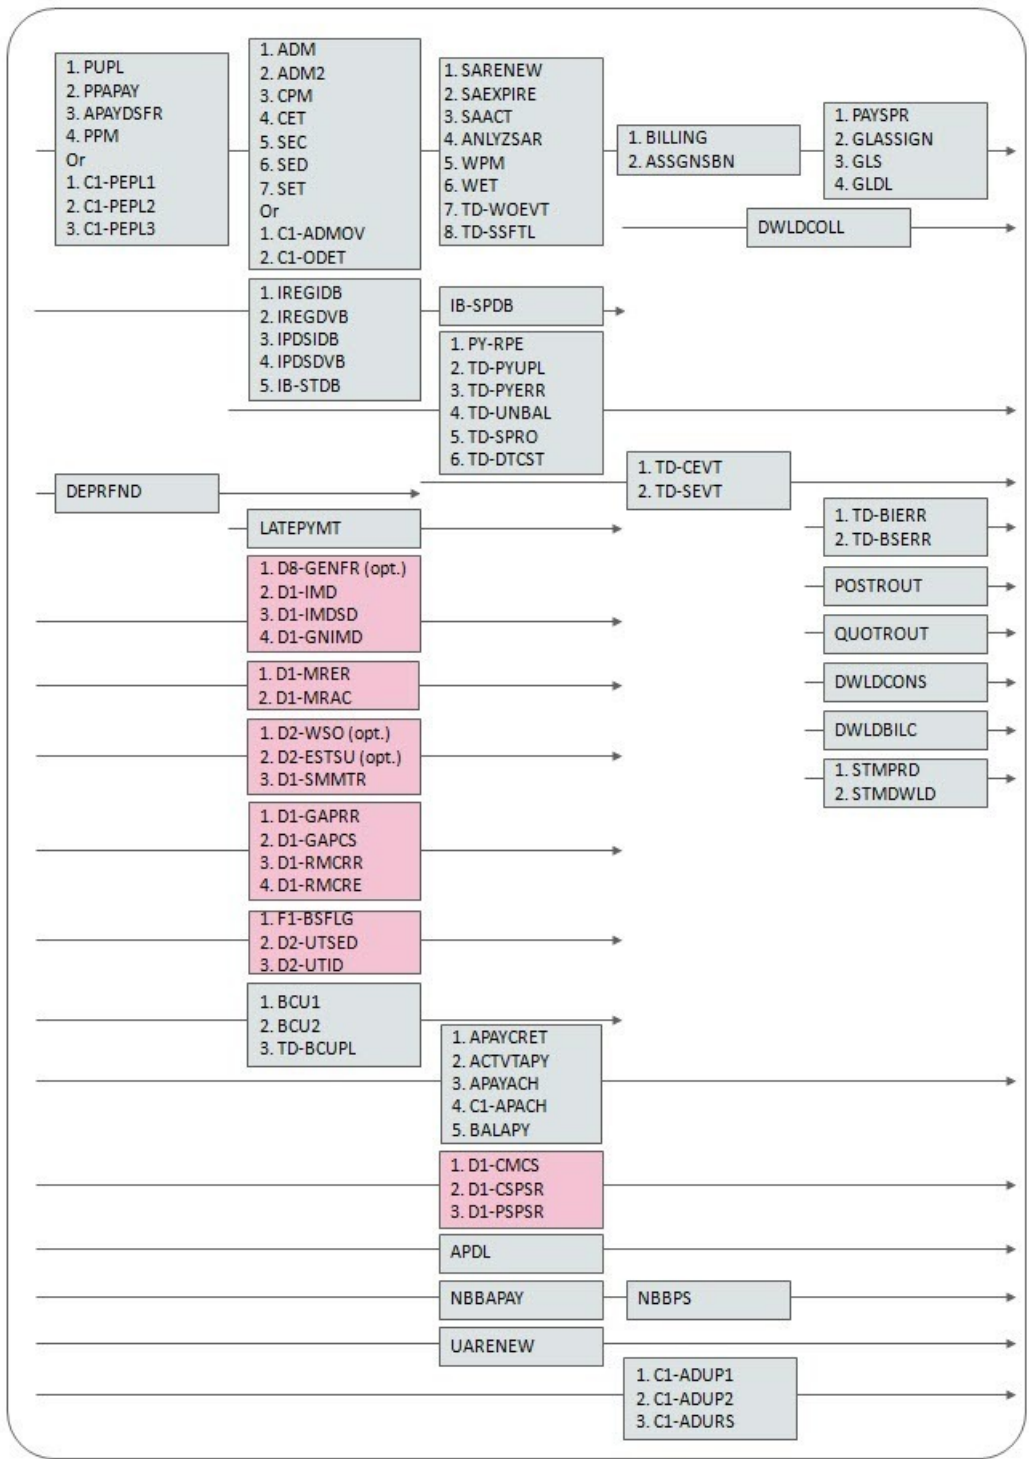 1. PUPL
2. PPAPAY
3. APAYDSFR
4. PPM
Or
1. C1-PEPL1
2. C1-PEPL2
3. C1-PEPL3
1. ADM
2. ADM2
3. CPM
4. CET
5. SEC
6. SED
7. SET
Or
1. C1-ADMOV
2. C1-ODET
1. SARENEW
2. SAEXPIRE
3. SAACT
4. ANLYZSAR
5. WPM
6. WET
7. TD-WOEVT
8. TD-SSFTL
1. BILLING
2. ASSGNSBN
1. PAYSPR
2. GLASSIGN
3. GLS
4. GLDL
DWLDCOLL
1. IREGIDB
2. IREGDVB
3. IPDSIDB
4. IPDSDVB
5. IB-STDB
IB-SPDB
1. PY-RPE
2. TD-PYUPL
3. TD-PYERR
4. TD-UNBAL
5. TD-SPRO
6. TD-DTCST
DEPRFND
1. TD-CEVT
2. TD-SEVT
LATEPYMT
1. TD-BIERR
2. TD-BSERR
1. D8-GENFR (opt.)
2. D1-IMD
3. D1-IMDSD
4. D1-GNIMD
POSTROUT
QUOTROUT
1. D1-MRER
2. D1-MRAC
DWLDCONS
1. D2-WSO (opt.)
2. D2-ESTSU (opt.)
3. D1-SMMTR
DWLDBILC
1. STMPRD
2. STMDWLD
1. D1-GAPRR
2. D1-GAPCS
3. D1-RMCRR
4. D1-RMCRE
1. F1-BSFLG
2. D2-UTSED
3. D2-UTID
1. BCU1
2. BCU2
3. TD-BCUPL
1. APAYCRET
2. ACTVTAPY
3. APAYACH
4. C1-APACH
5. BALAPY
1. D1-CMCS
2. D1-CSPSR
3. D1-PSPSR
APDL
NBBAPAY
NBBPS
UARENEW
1. C1-ADUP1
2. C1-ADUP2
3. C1-ADURS